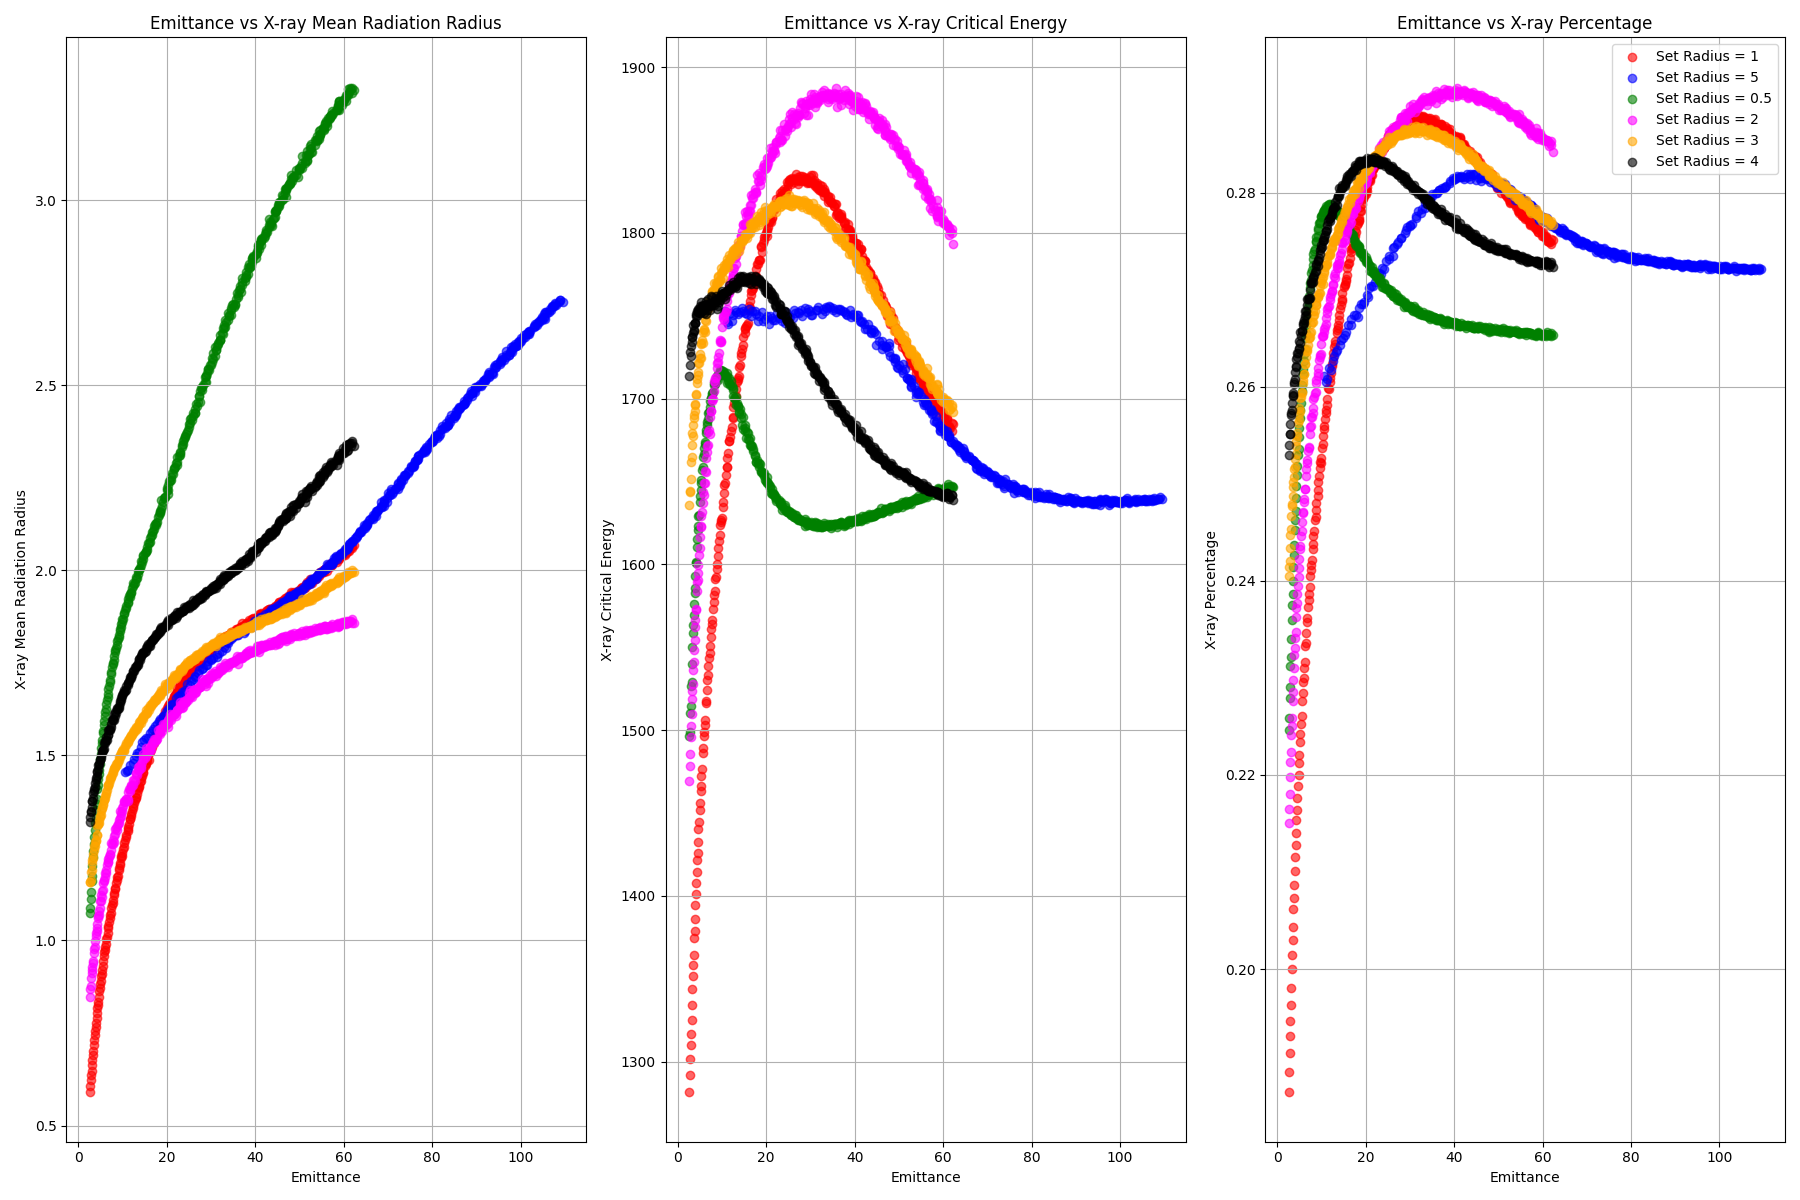 Emittance vs X-ray Mean Radiation Radius
X-ray Mean Radiation Radius
3.0
2.5
2.0
1.5
1.0
0.5
0 20 40 60 80 100
Emittance
Emittance vs X-ray Critical Energy
X-ray Critical Energy
1900
1800
1700
1600
1500
1400
1300
0 20 40 60 80 100
Emittance
Emittance vs X-ray Percentage
X-ray Percentage
0.28
0.26
0.24
0.22
0.20
0 20 40 60 80 100
Emittance
Set Radius = 1
Set Radius = 5
Set Radius = 0.5
Set Radius = 2
Set Radius = 3
Set Radius = 4